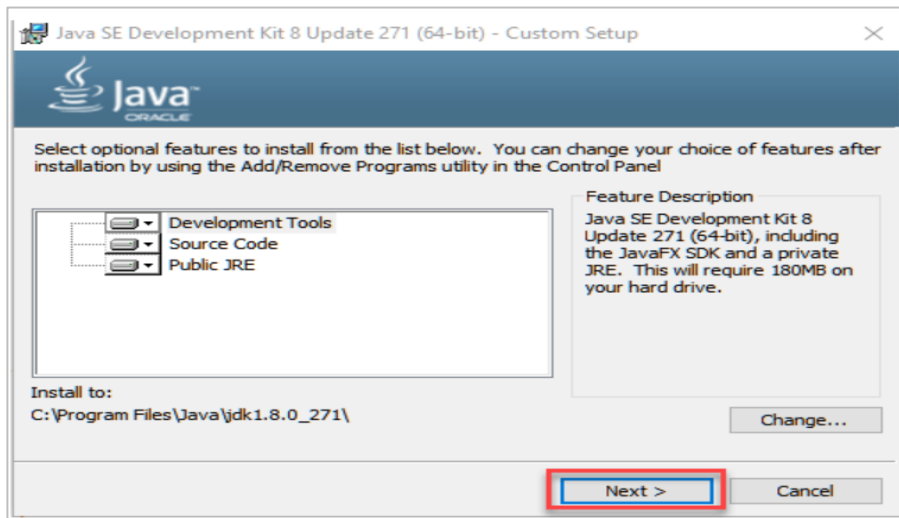 Java SE Development Kit 8 Update 271 (64-bit) - Custom Setup
Java™
ORACLE
Select optional features to install from the list below. You can change your choice of features after
installation by using the Add/Remove Programs utility in the Control Panel
Development Tools
Source Code
Public JRE
Feature Description
Java SE Development Kit 8
Update 271 (64-bit), including
the JavaFX SDK and a private
JRE. This will require 180MB on
your hard drive.
Install to:
C:\Program Files\Java\jdk1.8.0_271\
Change...
Next >
Cancel